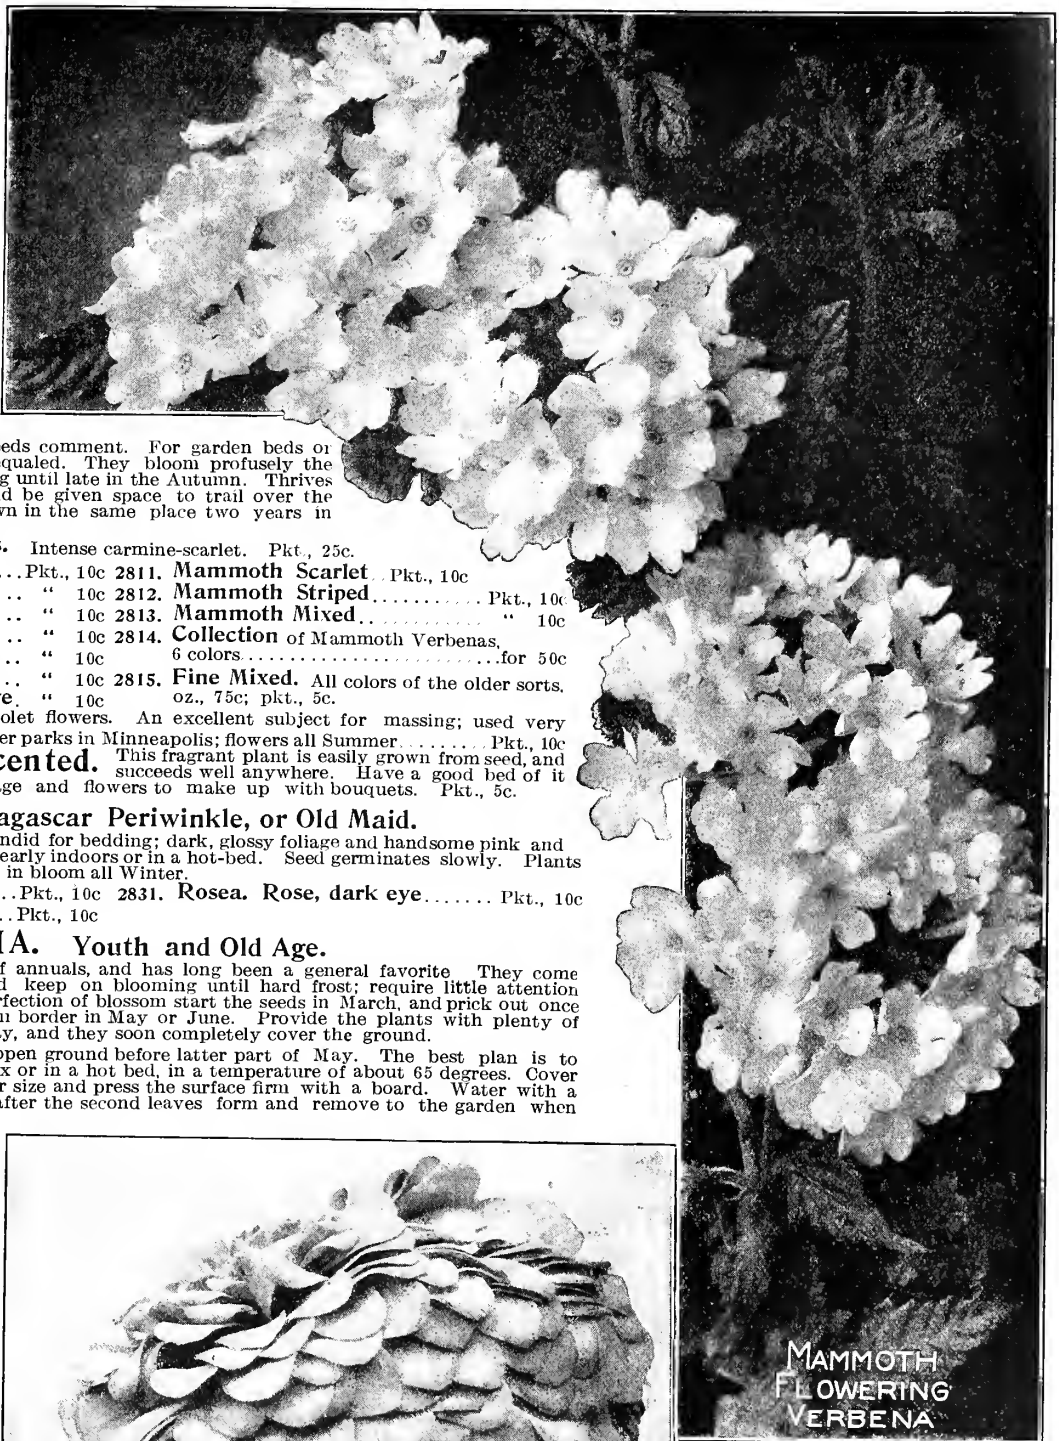 eds comment. For garden beds or
qualed. They bloom profusely the
g until late in the Autumn. Thrives
d be given space to trail over the
vn in the same place two years in
Intense carmine-scarlet. Pkt., 25c.
...Pkt., 10c 2811. Mammoth Scarlet Pkt., 10c
.. “ 10c 2812. Mammoth Striped........... Pkt., 10c
.. “ 10c 2813. Mammoth Mixed............ “ 10c
.. “ 10c 2814. Collection of Mammoth Verbenas,
.. “ 10c 6 colors..........................for 50c
.. “ 10c 2815. Fine Mixed. All colors of the older sorts,
e. “ 10c oz., 75c; pkt., 5c.
olet flowers. An excellent subject for massing; used very
er parks in Minneapolis; flowers all Summer......... Pkt., 10c
cented. This fragrant plant is easily grown from seed, and
succeeds well anywhere. Have a good bed of it
ge and flowers to make up with bouquets. Pkt., 5c.
agascar Periwinkle, or Old Maid.
ndid for bedding; dark, glossy foliage and handsome pink and
early indoors or in a hot-bed. Seed germinates slowly. Plants
in bloom all Winter.
..Pkt., 10c 2831. Rosea. Rose, dark eye....... Pkt., 10c
..Pkt., 10c
IA. Youth and Old Age.
f annuals, and has long been a general favorite They come
d keep on blooming until hard frost; require little attention
rfection of blossom start the seeds in March, and prick out once
n border in May or June. Provide the plants with plenty of
y, and they soon completely cover the ground.
open ground before latter part of May. The best plan is to
x or in a hot bed, in a temperature of about 65 degrees. Cover
r size and press the surface firm with a board. Water with a
after the second leaves form and remove to the garden when
MAMMOTH
FLOWERING
VERBENA